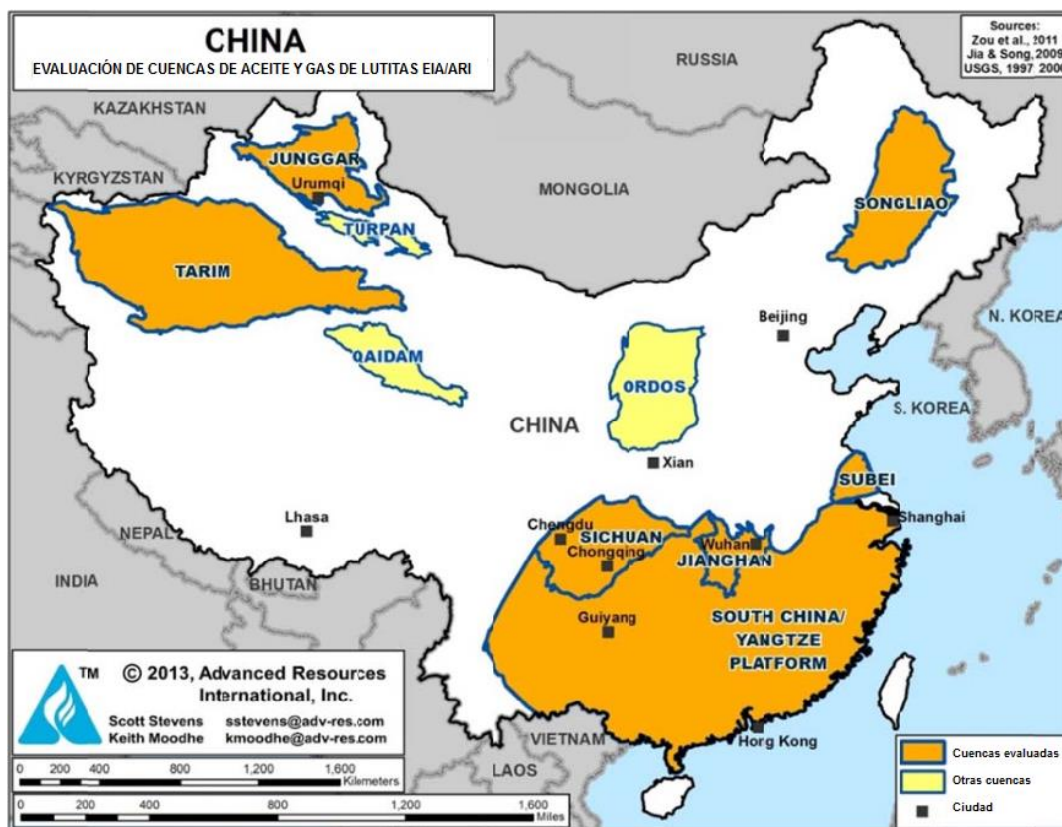 CHINA
EVALUACIÓN DE CUENCAS DE ACEITE Y GAS DE LUTITAS EIA/ARI
Sources:
Zou et al., 2011
Jia & Song, 2009
USGS, 1997, 2000
RUSSIA
KAZAKHSTAN
KYRGYZSTAN
MONGOLIA
JUNGGAR
Urumqi
TURPAN
SONGLIAO
TARIM
Beijing
N. KOREA
QAIDAM
ORDOS
S. KOREA
CHINA
Xian
SUBEI
Shanghai
Lhasa
Chengdu
SICHUAN
Chongqing
Wuhan
JIANGHAN
NEPAL
INDIA
BHUTAN
Guiyang
SOUTH CHINA/
YANGTZE
PLATFORM
TM
© 2013, Advanced Resources
International, Inc.
Scott Stevens sstevens@adv-res.com
Keith Moodhe kmoodhe@adv-res.com
VIETNAM
LAOS
Horg Kong
0 200 400 800 1,200 1,600
Kilometers
0 200 400 800 1,200 1,600
Miles
Cuencas evaluadas
Otras cuencas
Ciudad